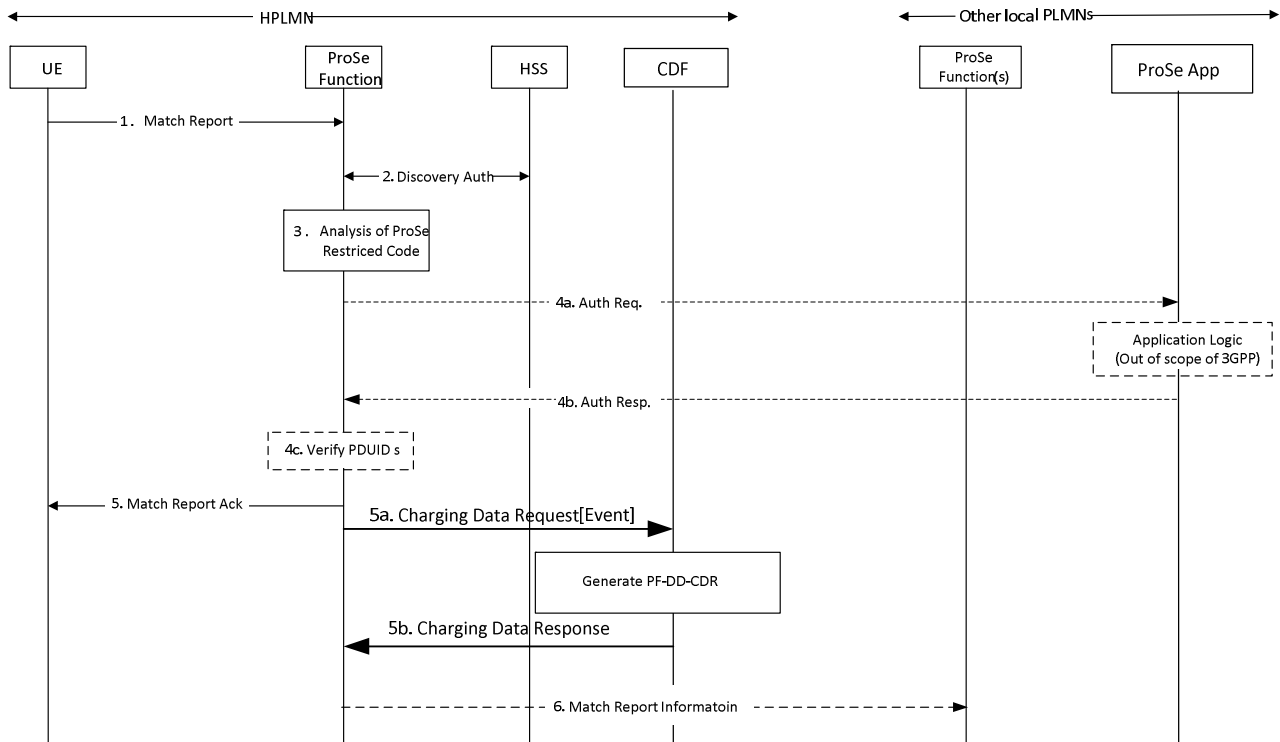 HPLMN
Other local PLMNs
UE
ProSe
Function
HSS
CDF
ProSe
Function(s)
ProSe App
1. Match Report
2. Discovery Auth
3. Analysis of ProSe
Restriced Code
4a. Auth Req.
Application Logic
(Out of scope of 3GPP)
4b. Auth Resp.
4c. Verify PDUID s
5. Match Report Ack
5a. Charging Data Request[Event]
Generate PF-DD-CDR
5b. Charging Data Response
6. Match Report Informatoin